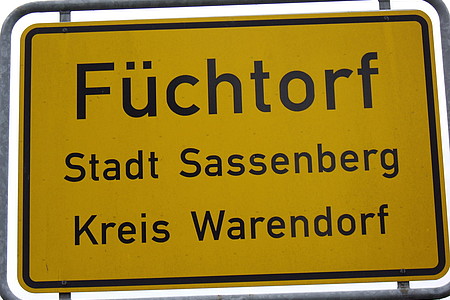 Füchtorf
Stadt Sassenberg
Kreis Warendorf